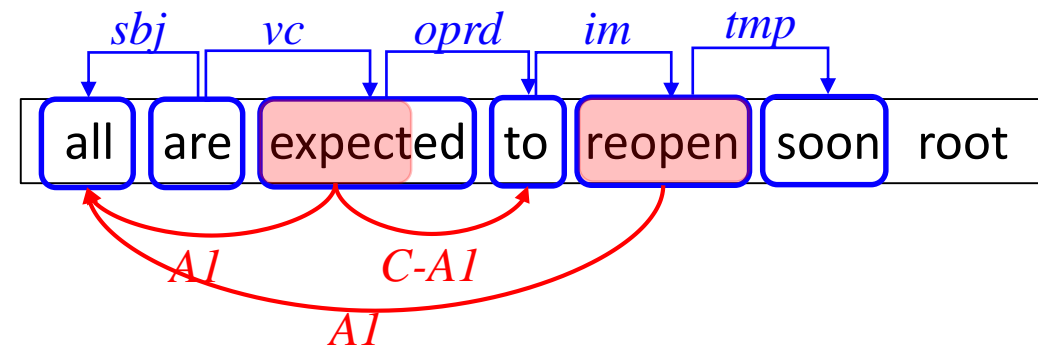 sbj vc oprd im tmp
all are expected to reopen soon root
A1 C-A1
A1